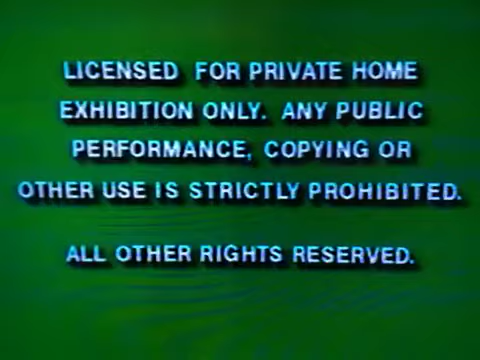 LICENSED FOR PRIVATE HOME
EXHIBITION ONLY. ANY PUBLIC
PERFORMANCE, COPYING OR
OTHER USE IS STRICTLY PROHIBITED.
ALL OTHER RIGHTS RESERVED.